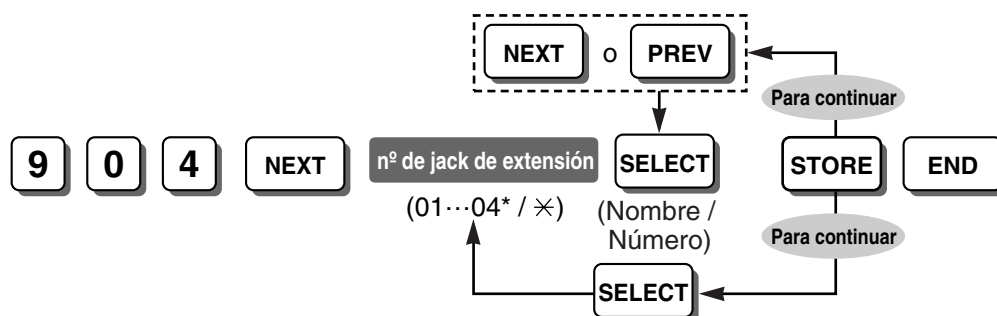 NEXT o PREV
Para continuar
9 0 4 NEXT nº de jack de extensión SELECT STORE END
(01···04* / ✳)
(Nombre /
Número)
Para continuar
SELECT